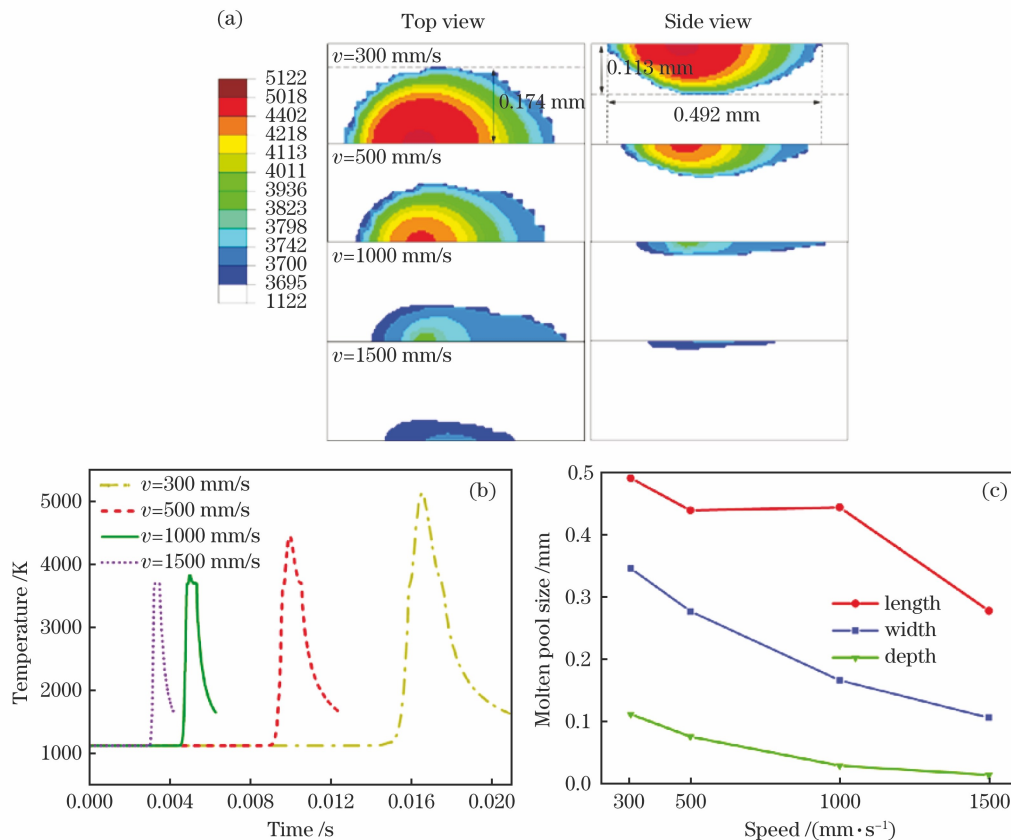 (a)
Top view
Side view
5122
5018
4402
4218
4113
4011
3936
3823
3798
3742
3700
3695
1122
v=300 mm/s
0.174 mm
0.113 mm
0.492 mm
v=500 mm/s
v=1000 mm/s
v=1500 mm/s
(b)
v=300 mm/s
v=500 mm/s
v=1000 mm/s
v=1500 mm/s
Temperature /K
5000
4000
3000
2000
1000
0.000 0.004 0.008 0.012 0.016 0.020
Time /s
(c)
Molten pool size /mm
0.5
0.4
0.3
0.2
0.1
0.0
length
width
depth
300 500 1000 1500
Speed /(mm·s⁻¹)